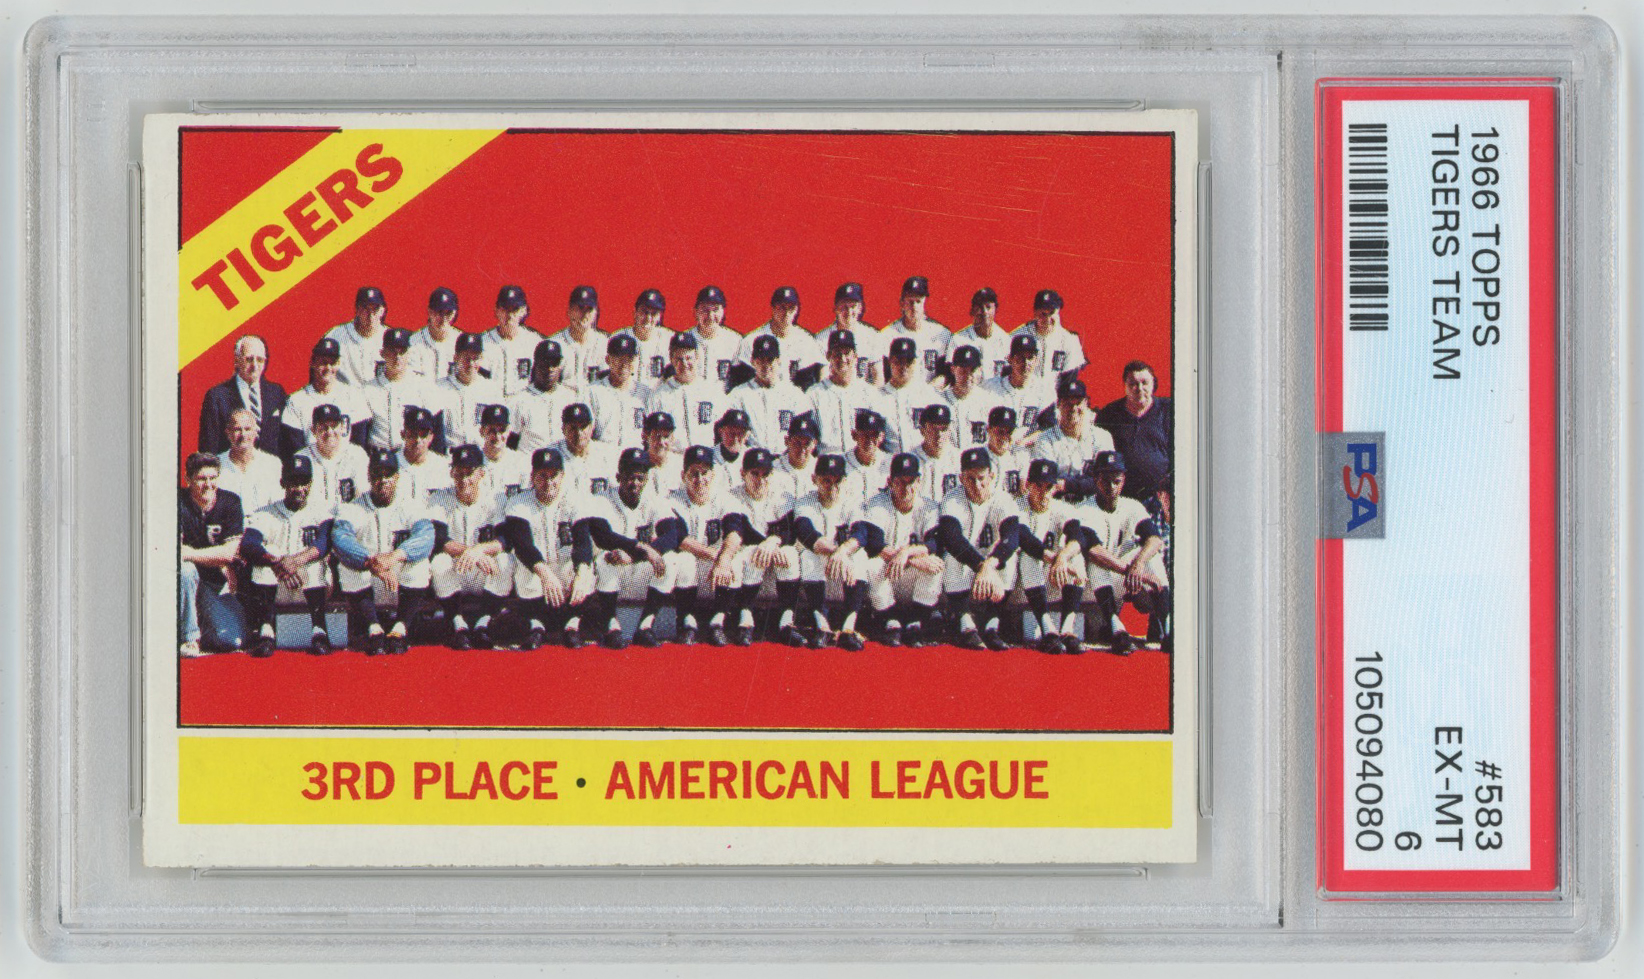 TIGERS
3RD PLACE · AMERICAN LEAGUE
1966 TOPPS #583
TIGERS TEAM EX-MT
6
PSA 105094080